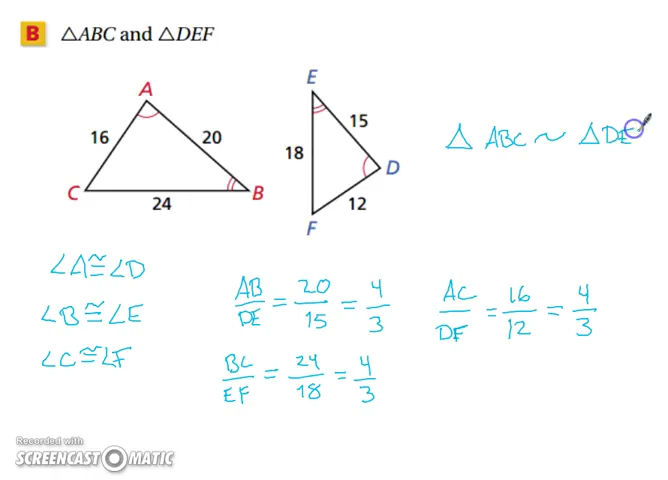 B △ABC and △DEF
A
16
20
C
24
B
E
15
18
D
12
F
△ ABC ~ △DE
∠A≅∠D
∠B≅∠E
∠C≅∠F
AB/DE = 20/15 = 4/3
BC/EF = 24/18 = 4/3
AC/DF = 16/12 = 4/3
Recorded with
SCREENCAST-O-MATIC